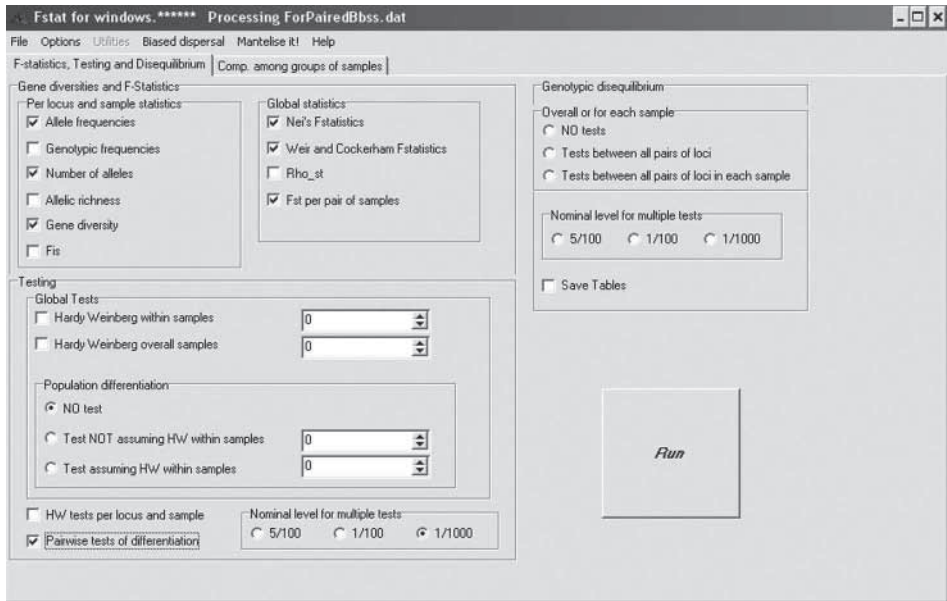 Fstat for windows.****** Processing ForPairedBbss.dat
File Options Utilities Biased dispersal Mantelise it! Help
F-statistics, Testing and Disequilibrium Comp. among groups of samples
Gene diversities and F-Statistics
Per locus and sample statistics
Allele frequencies
Genotypic frequencies
Number of alleles
Allelic richness
Gene diversity
Fis
Global statistics
Nei's Fstatistics
Weir and Cockerham Fstatistics
Rho_st
Fst per pair of samples
Genotypic disequilibrium
Overall or for each sample
NO tests
Tests between all pairs of loci
Tests between all pairs of loci in each sample
Nominal level for multiple tests
5/100 1/100 1/1000
Save Tables
Testing
Global Tests
Hardy Weinberg within samples 0
Hardy Weinberg overall samples 0
Population differentiation
NO test
Test NOT assuming HW within samples 0
Test assuming HW within samples 0
HW tests per locus and sample
Pairwise tests of differentiation
Nominal level for multiple tests
5/100 1/100 1/1000
Run